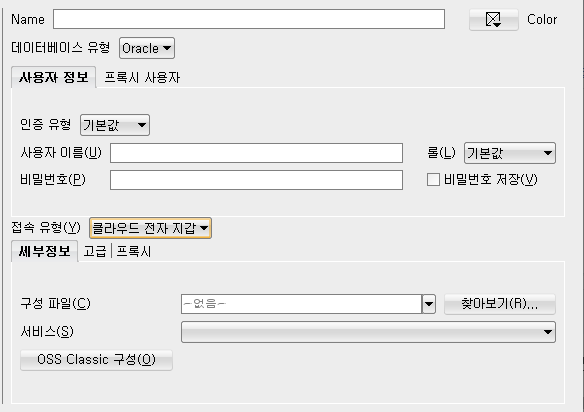 Name Color
데이터베이스 유형 Oracle
사용자 정보 프록시 사용자
인증 유형 기본값
사용자 이름(U) 롤(L) 기본값
비밀번호(P) 비밀번호 저장(V)
접속 유형(Y) 클라우드 전자 지갑
세부정보 고급 프록시
구성 파일(C) –없음– 찾아보기(R)...
서비스(S)
OSS Classic 구성(O)